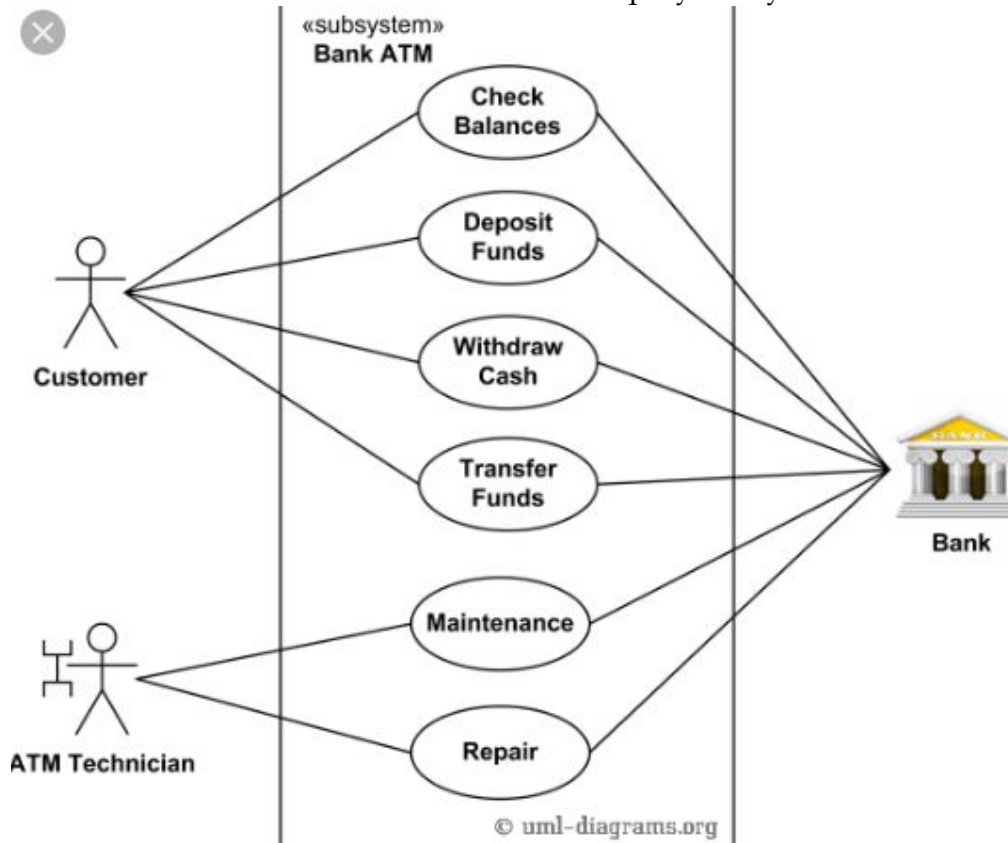 «subsystem»
Bank ATM
Check
Balances
Deposit
Funds
Withdraw
Cash
Customer
Transfer
Funds
BANK
Bank
Maintenance
ATM Technician
Repair
© uml-diagrams.org